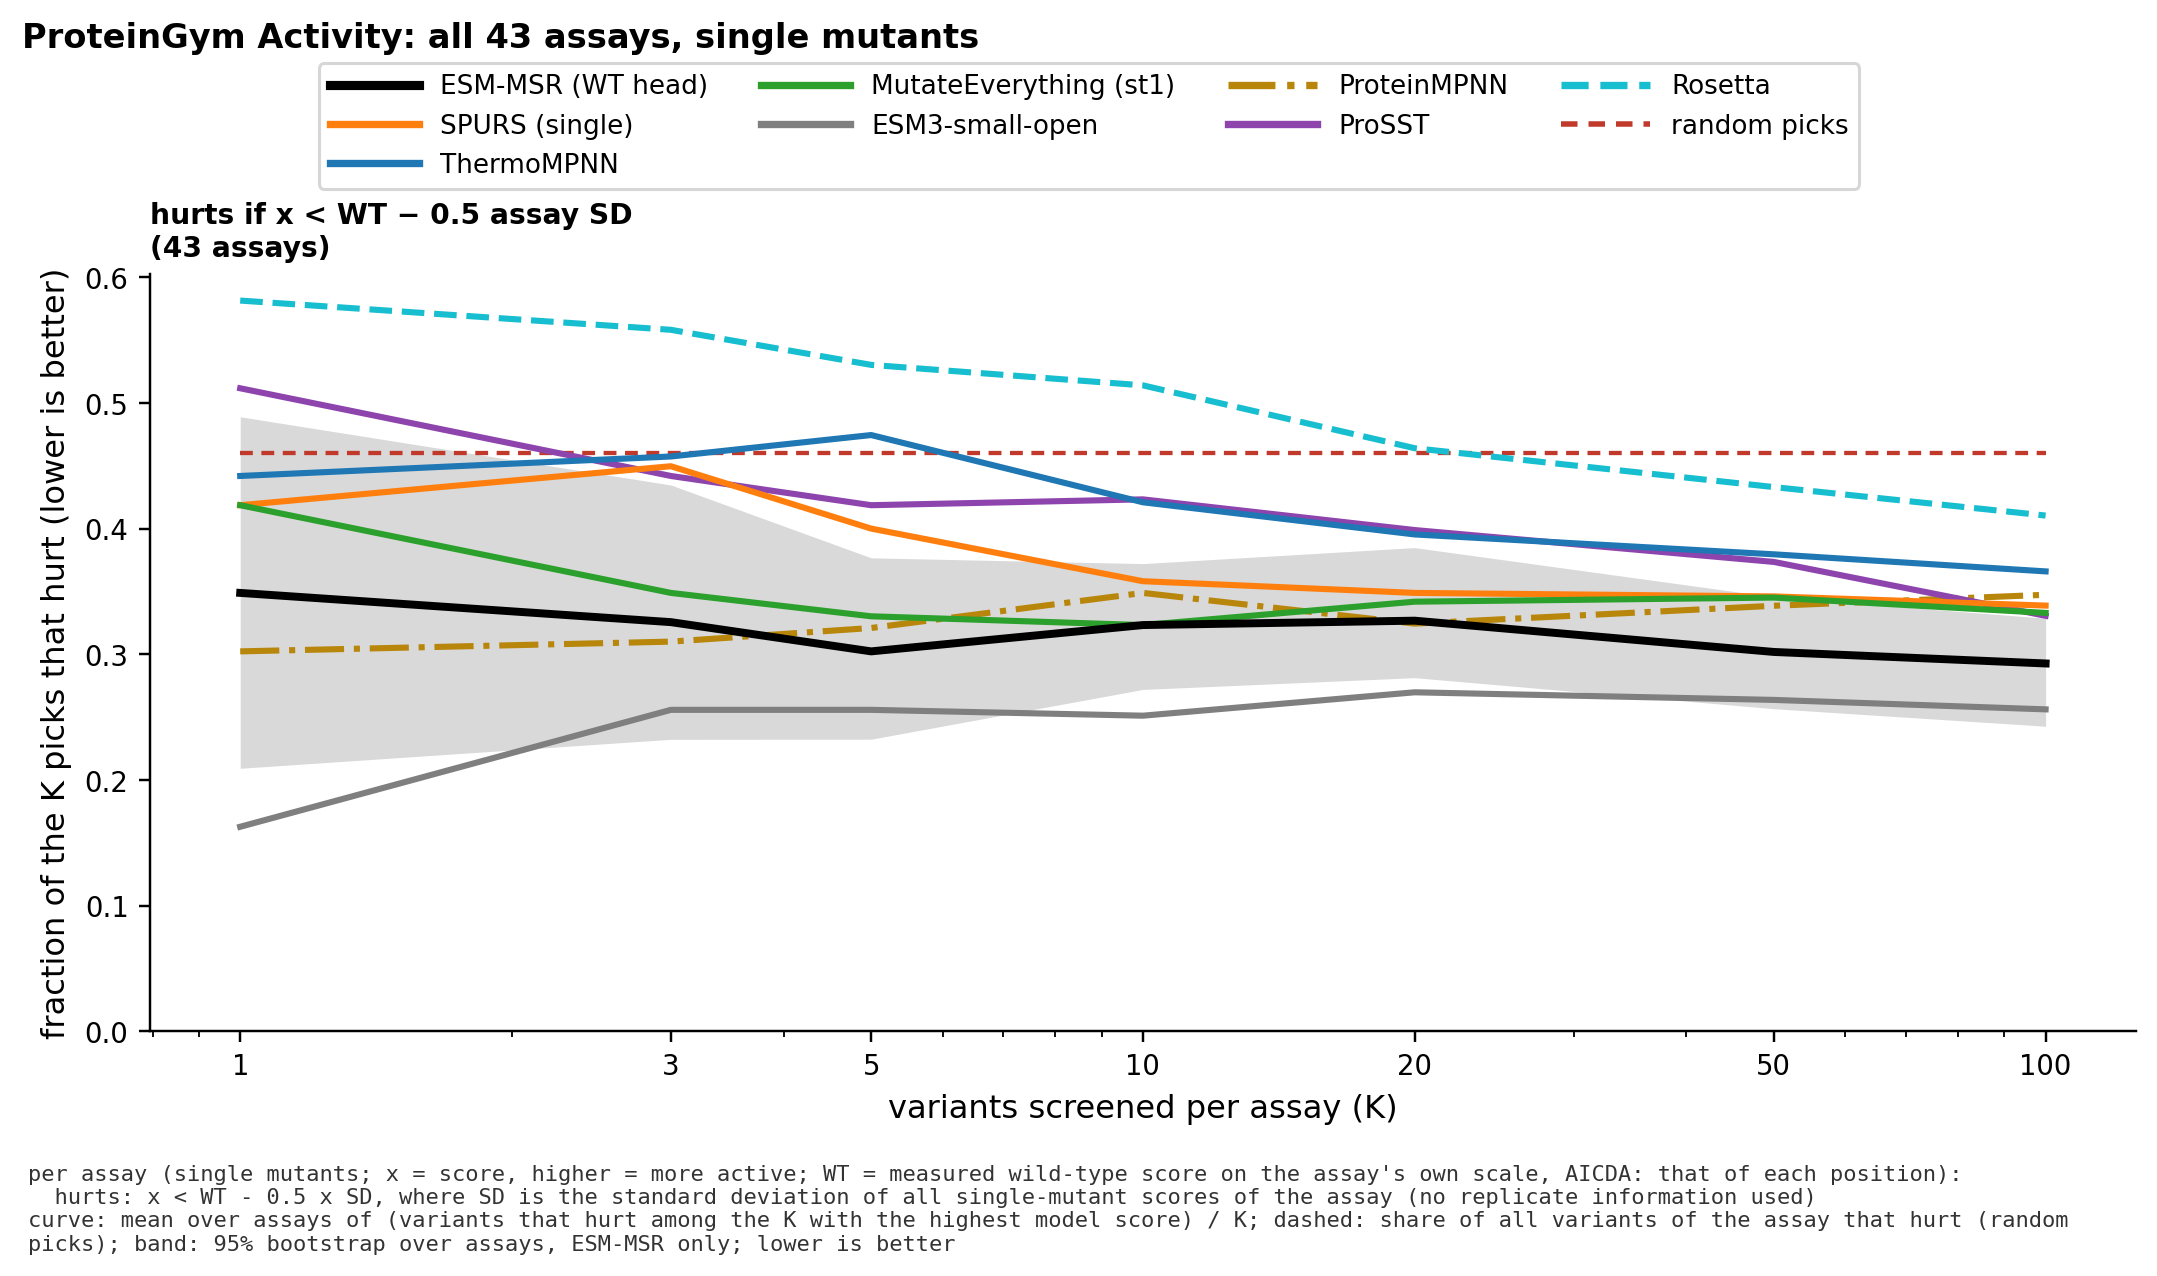 ProteinGym Activity: all 43 assays, single mutants
ESM-MSR (WT head)
SPURS (single)
ThermoMPNN
MutateEverything (st1)
ESM3-small-open
ProteinMPNN
ProSST
Rosetta
random picks
hurts if x < WT − 0.5 assay SD
(43 assays)
fraction of the K picks that hurt (lower is better)
0.6
0.5
0.4
0.3
0.2
0.1
0.0
1
3
5
10
20
50
100
variants screened per assay (K)
per assay (single mutants; x = score, higher = more active; WT = measured wild-type score on the assay's own scale, AICDA: that of each position):
hurts: x < WT - 0.5 x SD, where SD is the standard deviation of all single-mutant scores of the assay (no replicate information used)
curve: mean over assays of (variants that hurt among the K with the highest model score) / K; dashed: share of all variants of the assay that hurt (random
picks); band: 95% bootstrap over assays, ESM-MSR only; lower is better